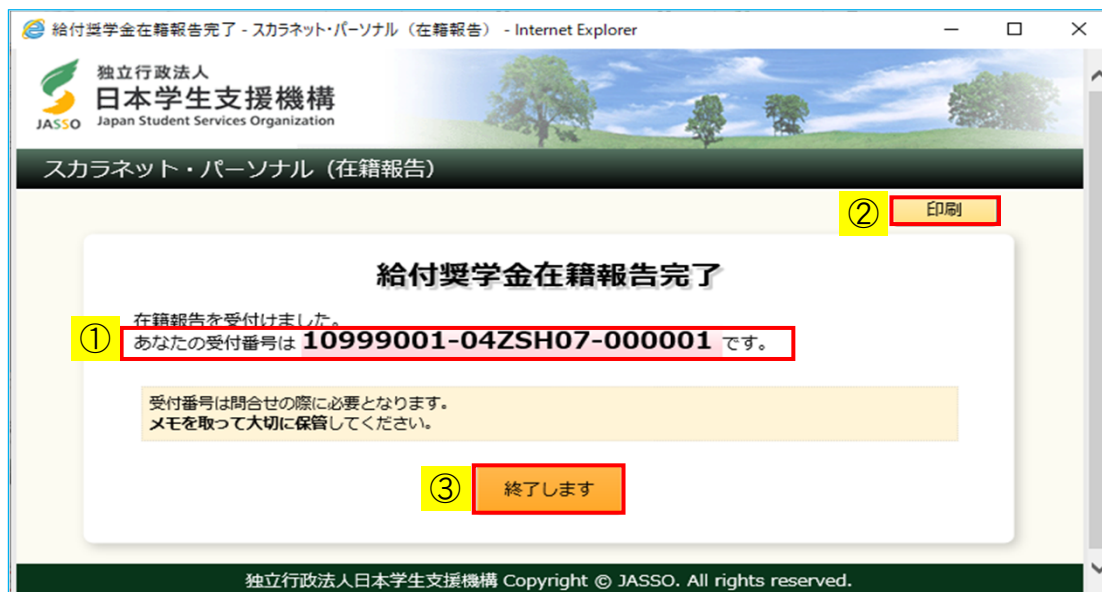 給付奨学金在籍報告完了 - スカラネット・パーソナル（在籍報告） - Internet Explorer
独立行政法人
日本学生支援機構
JASSO Japan Student Services Organization
スカラネット・パーソナル（在籍報告）
② 印刷
給付奨学金在籍報告完了
在籍報告を受付けました。
① あなたの受付番号は 10999001-04ZSH07-000001 です。
受付番号は問合せの際に必要となります。
メモを取って大切に保管してください。
③ 終了します
独立行政法人日本学生支援機構 Copyright © JASSO. All rights reserved.